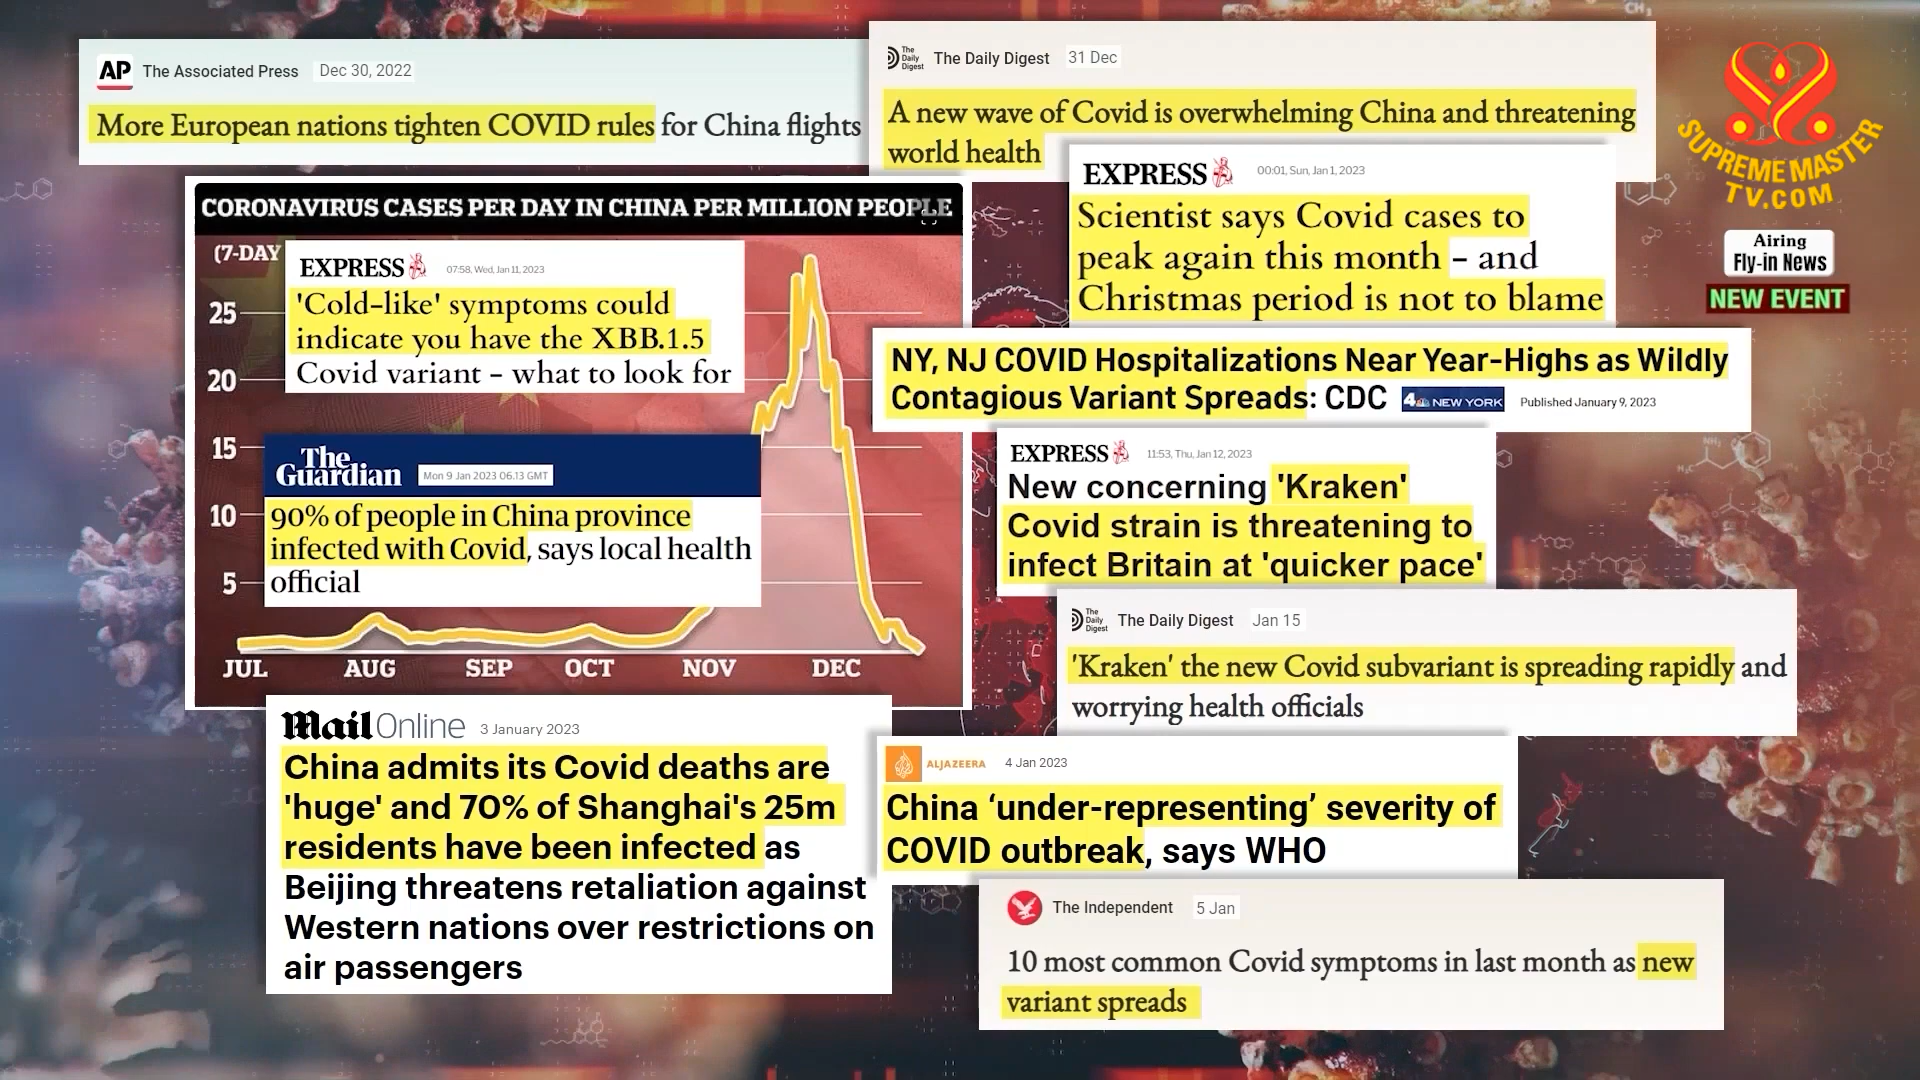 AP The Associated Press Dec 30, 2022
More European nations tighten COVID rules for China flights
The Daily Digest The Daily Digest 31 Dec
A new wave of Covid is overwhelming China and threatening
world health
SUPREME MASTER
TV.COM
Airing
Fly-in News
NEW EVENT
EXPRESS 00:01, Sun, Jan 1, 2023
Scientist says Covid cases to
peak again this month – and
Christmas period is not to blame
CORONAVIRUS CASES PER DAY IN CHINA PER MILLION PEOPLE
(7-DAY
25
20
15
10
5
JUL AUG SEP OCT NOV DEC
EXPRESS 07:58, Wed, Jan 11, 2023
'Cold-like' symptoms could
indicate you have the XBB.1.5
Covid variant – what to look for
NY, NJ COVID Hospitalizations Near Year-Highs as Wildly
Contagious Variant Spreads: CDC 4 NEW YORK Published January 9, 2023
The
Guardian Mon 9 Jan 2023 06.13 GMT
90% of people in China province
infected with Covid, says local health
official
EXPRESS 11:53, Thu, Jan 12, 2023
New concerning 'Kraken'
Covid strain is threatening to
infect Britain at 'quicker pace'
The Daily Digest The Daily Digest Jan 15
'Kraken' the new Covid subvariant is spreading rapidly and
worrying health officials
Mail Online 3 January 2023
China admits its Covid deaths are
'huge' and 70% of Shanghai's 25m
residents have been infected as
Beijing threatens retaliation against
Western nations over restrictions on
air passengers
ALJAZEERA 4 Jan 2023
China ‘under-representing’ severity of
COVID outbreak, says WHO
The Independent 5 Jan
10 most common Covid symptoms in last month as new
variant spreads